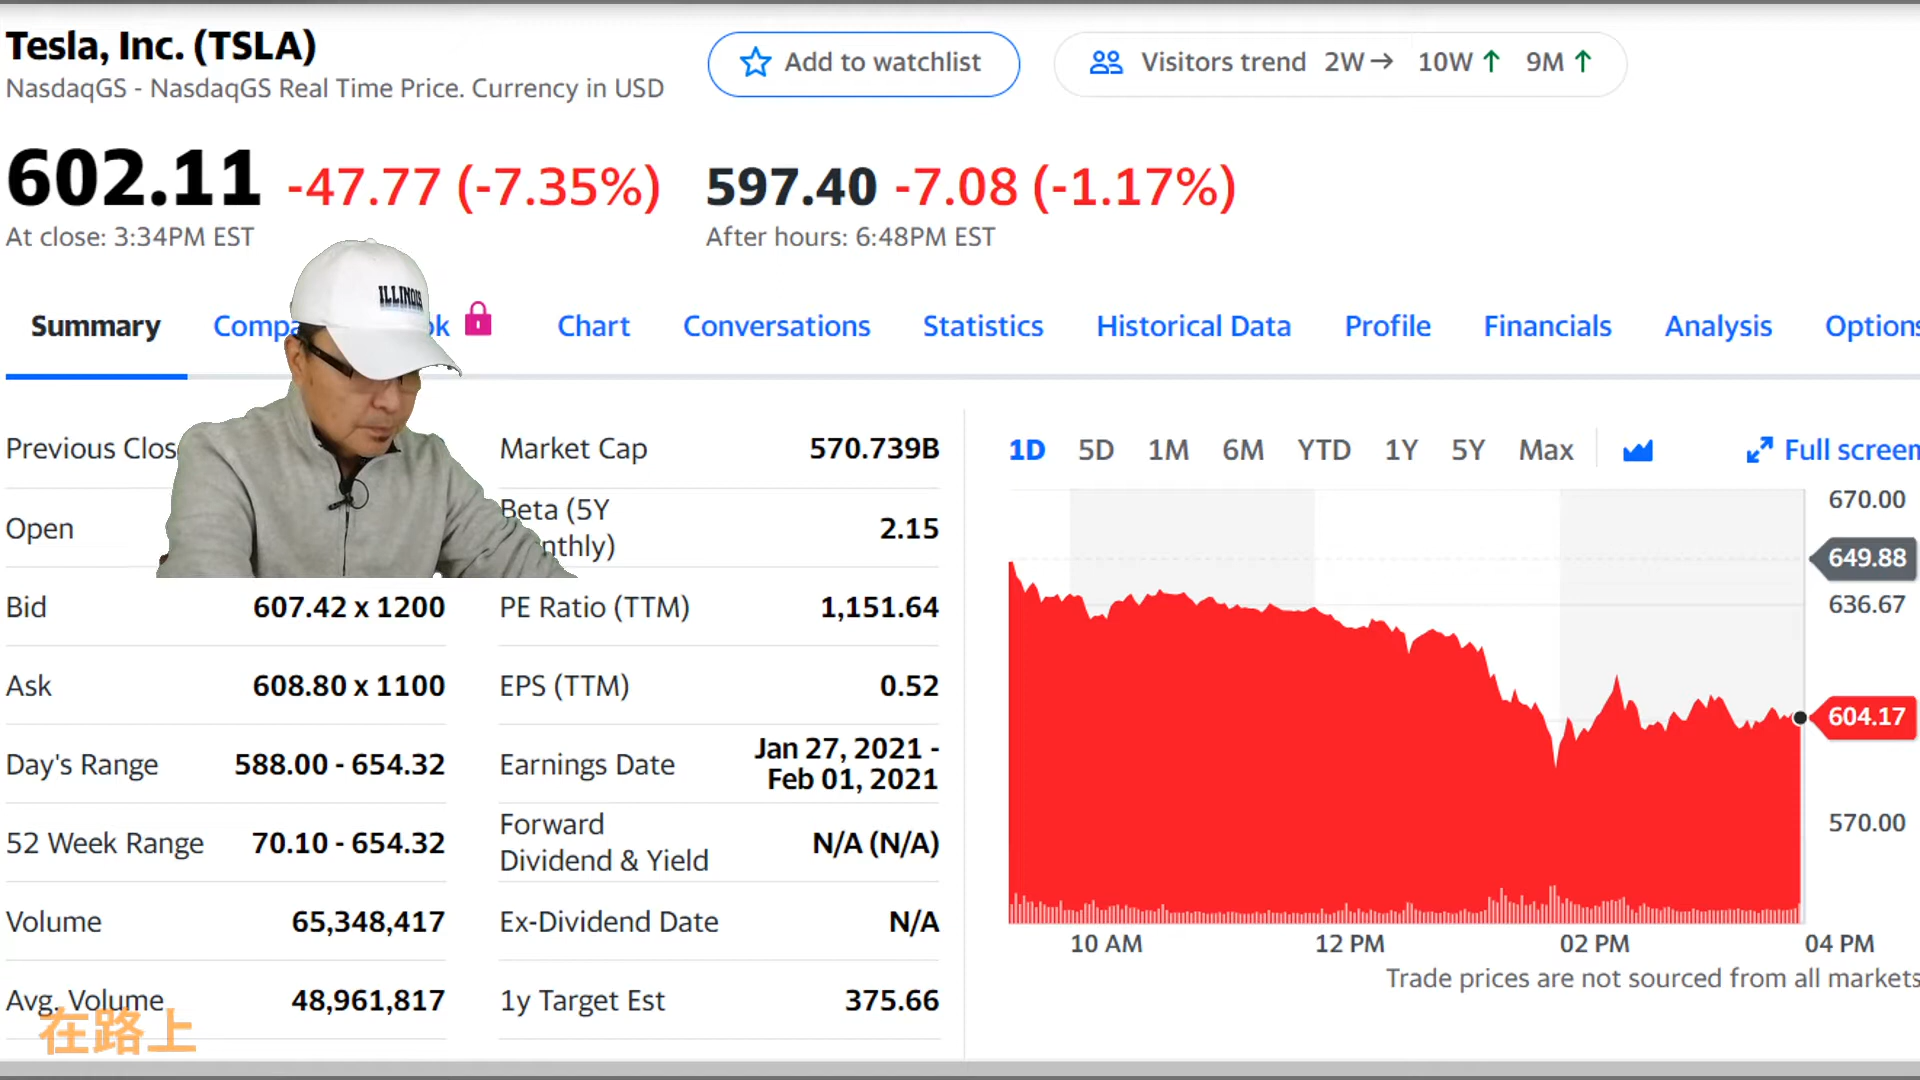 Tesla, Inc. (TSLA)
NasdaqGS - NasdaqGS Real Time Price. Currency in USD
Add to watchlist
Visitors trend 2W→ 10W↑ 9M↑
602.11 -47.77 (-7.35%)
At close: 3:34PM EST
597.40 -7.08 (-1.17%)
After hours: 6:48PM EST
ILLINOIS
Summary
Chart
Conversations
Statistics
Historical Data
Profile
Financials
Analysis
Options
Previous Clos
Open
Bid 607.42 x 1200
Ask 608.80 x 1100
Day's Range 588.00 - 654.32
52 Week Range 70.10 - 654.32
Volume 65,348,417
Avg. Volume 48,961,817
Market Cap 570.739B
Beta (5Y
nthly) 2.15
PE Ratio (TTM) 1,151.64
EPS (TTM) 0.52
Earnings Date Jan 27, 2021 -
Feb 01, 2021
Forward
Dividend & Yield N/A (N/A)
Ex-Dividend Date N/A
1y Target Est 375.66
1D 5D 1M 6M YTD 1Y 5Y Max
Full screen
670.00
649.88
636.67
604.17
570.00
10 AM 12 PM 02 PM 04 PM
Trade prices are not sourced from all markets
在路上